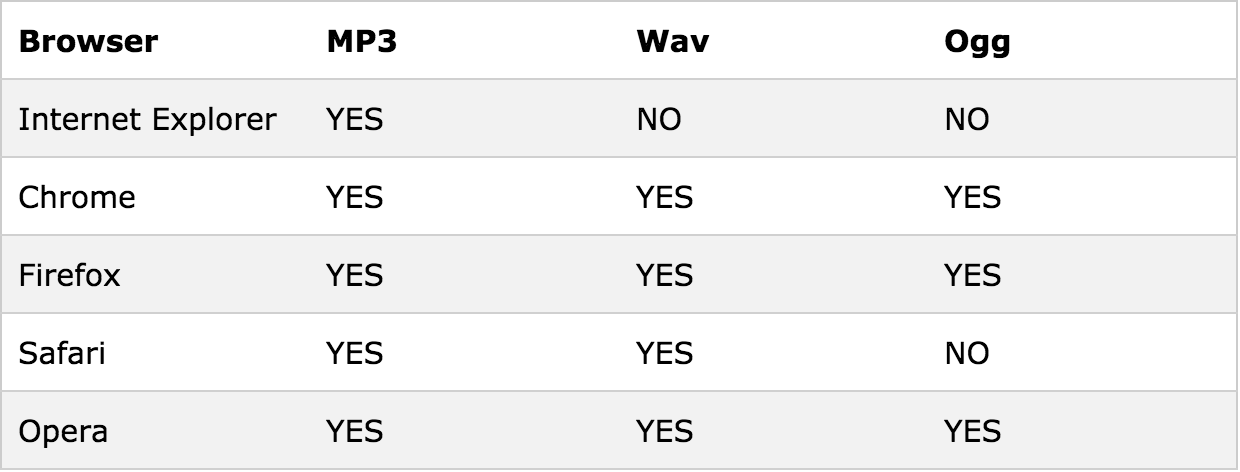 Browser MP3 Wav Ogg
Internet Explorer YES NO NO
Chrome YES YES YES
Firefox YES YES YES
Safari YES YES NO
Opera YES YES YES